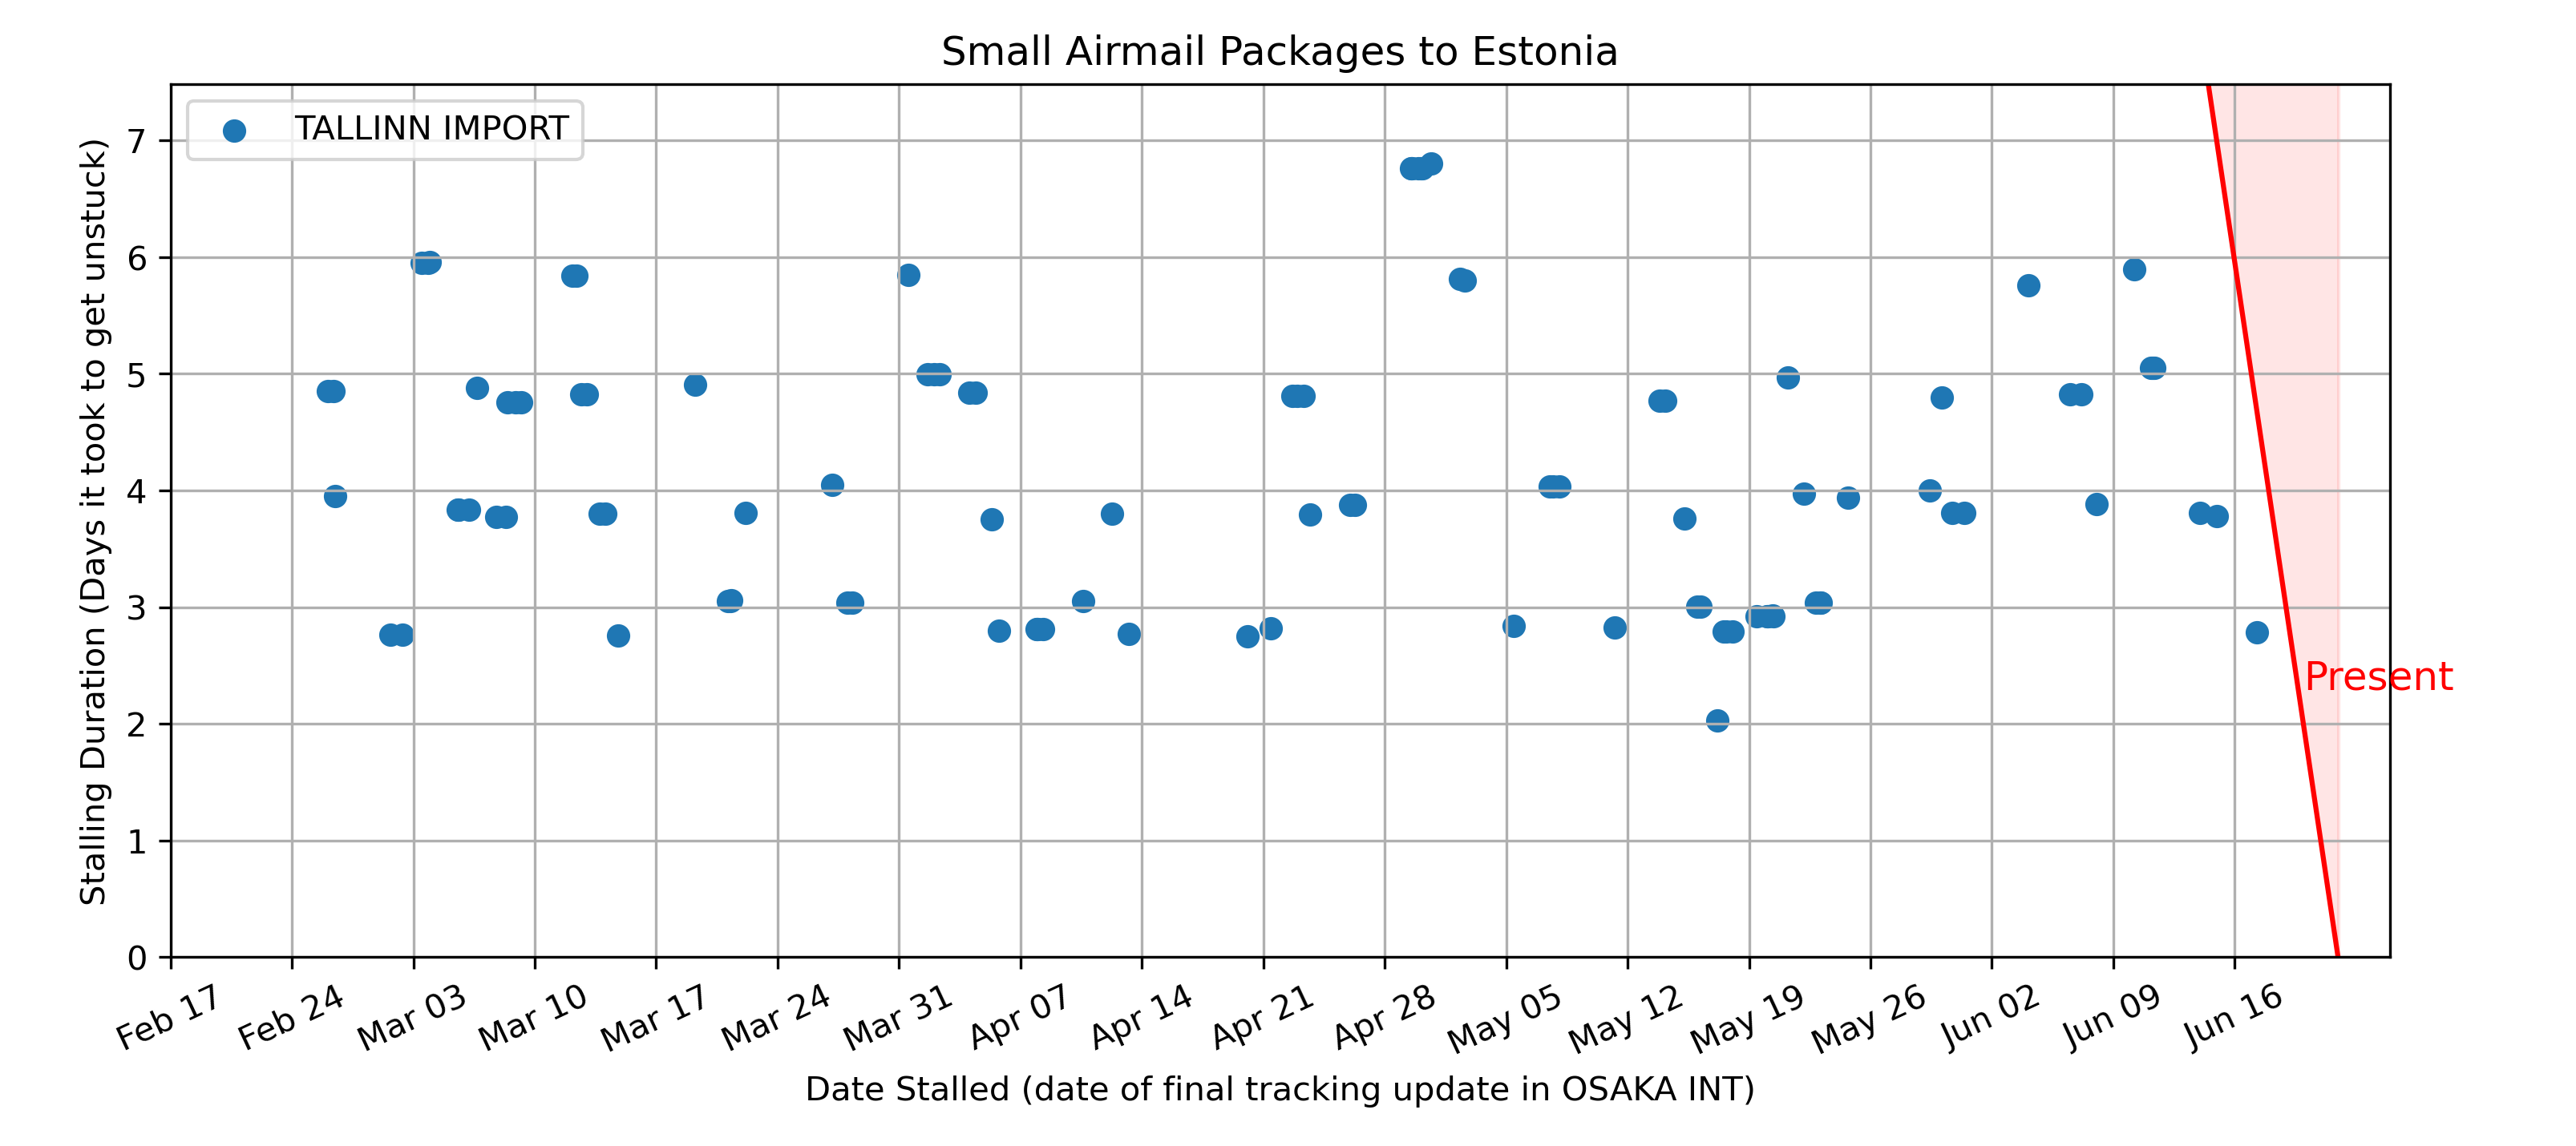 Small Airmail Packages to Estonia
TALLINN IMPORT
Stalling Duration (Days it took to get unstuck)
7
6
5
4
3
2
1
0
Present
Feb 17
Feb 24
Mar 03
Mar 10
Mar 17
Mar 24
Mar 31
Apr 07
Apr 14
Apr 21
Apr 28
May 05
May 12
May 19
May 26
Jun 02
Jun 09
Jun 16
Date Stalled (date of final tracking update in OSAKA INT)